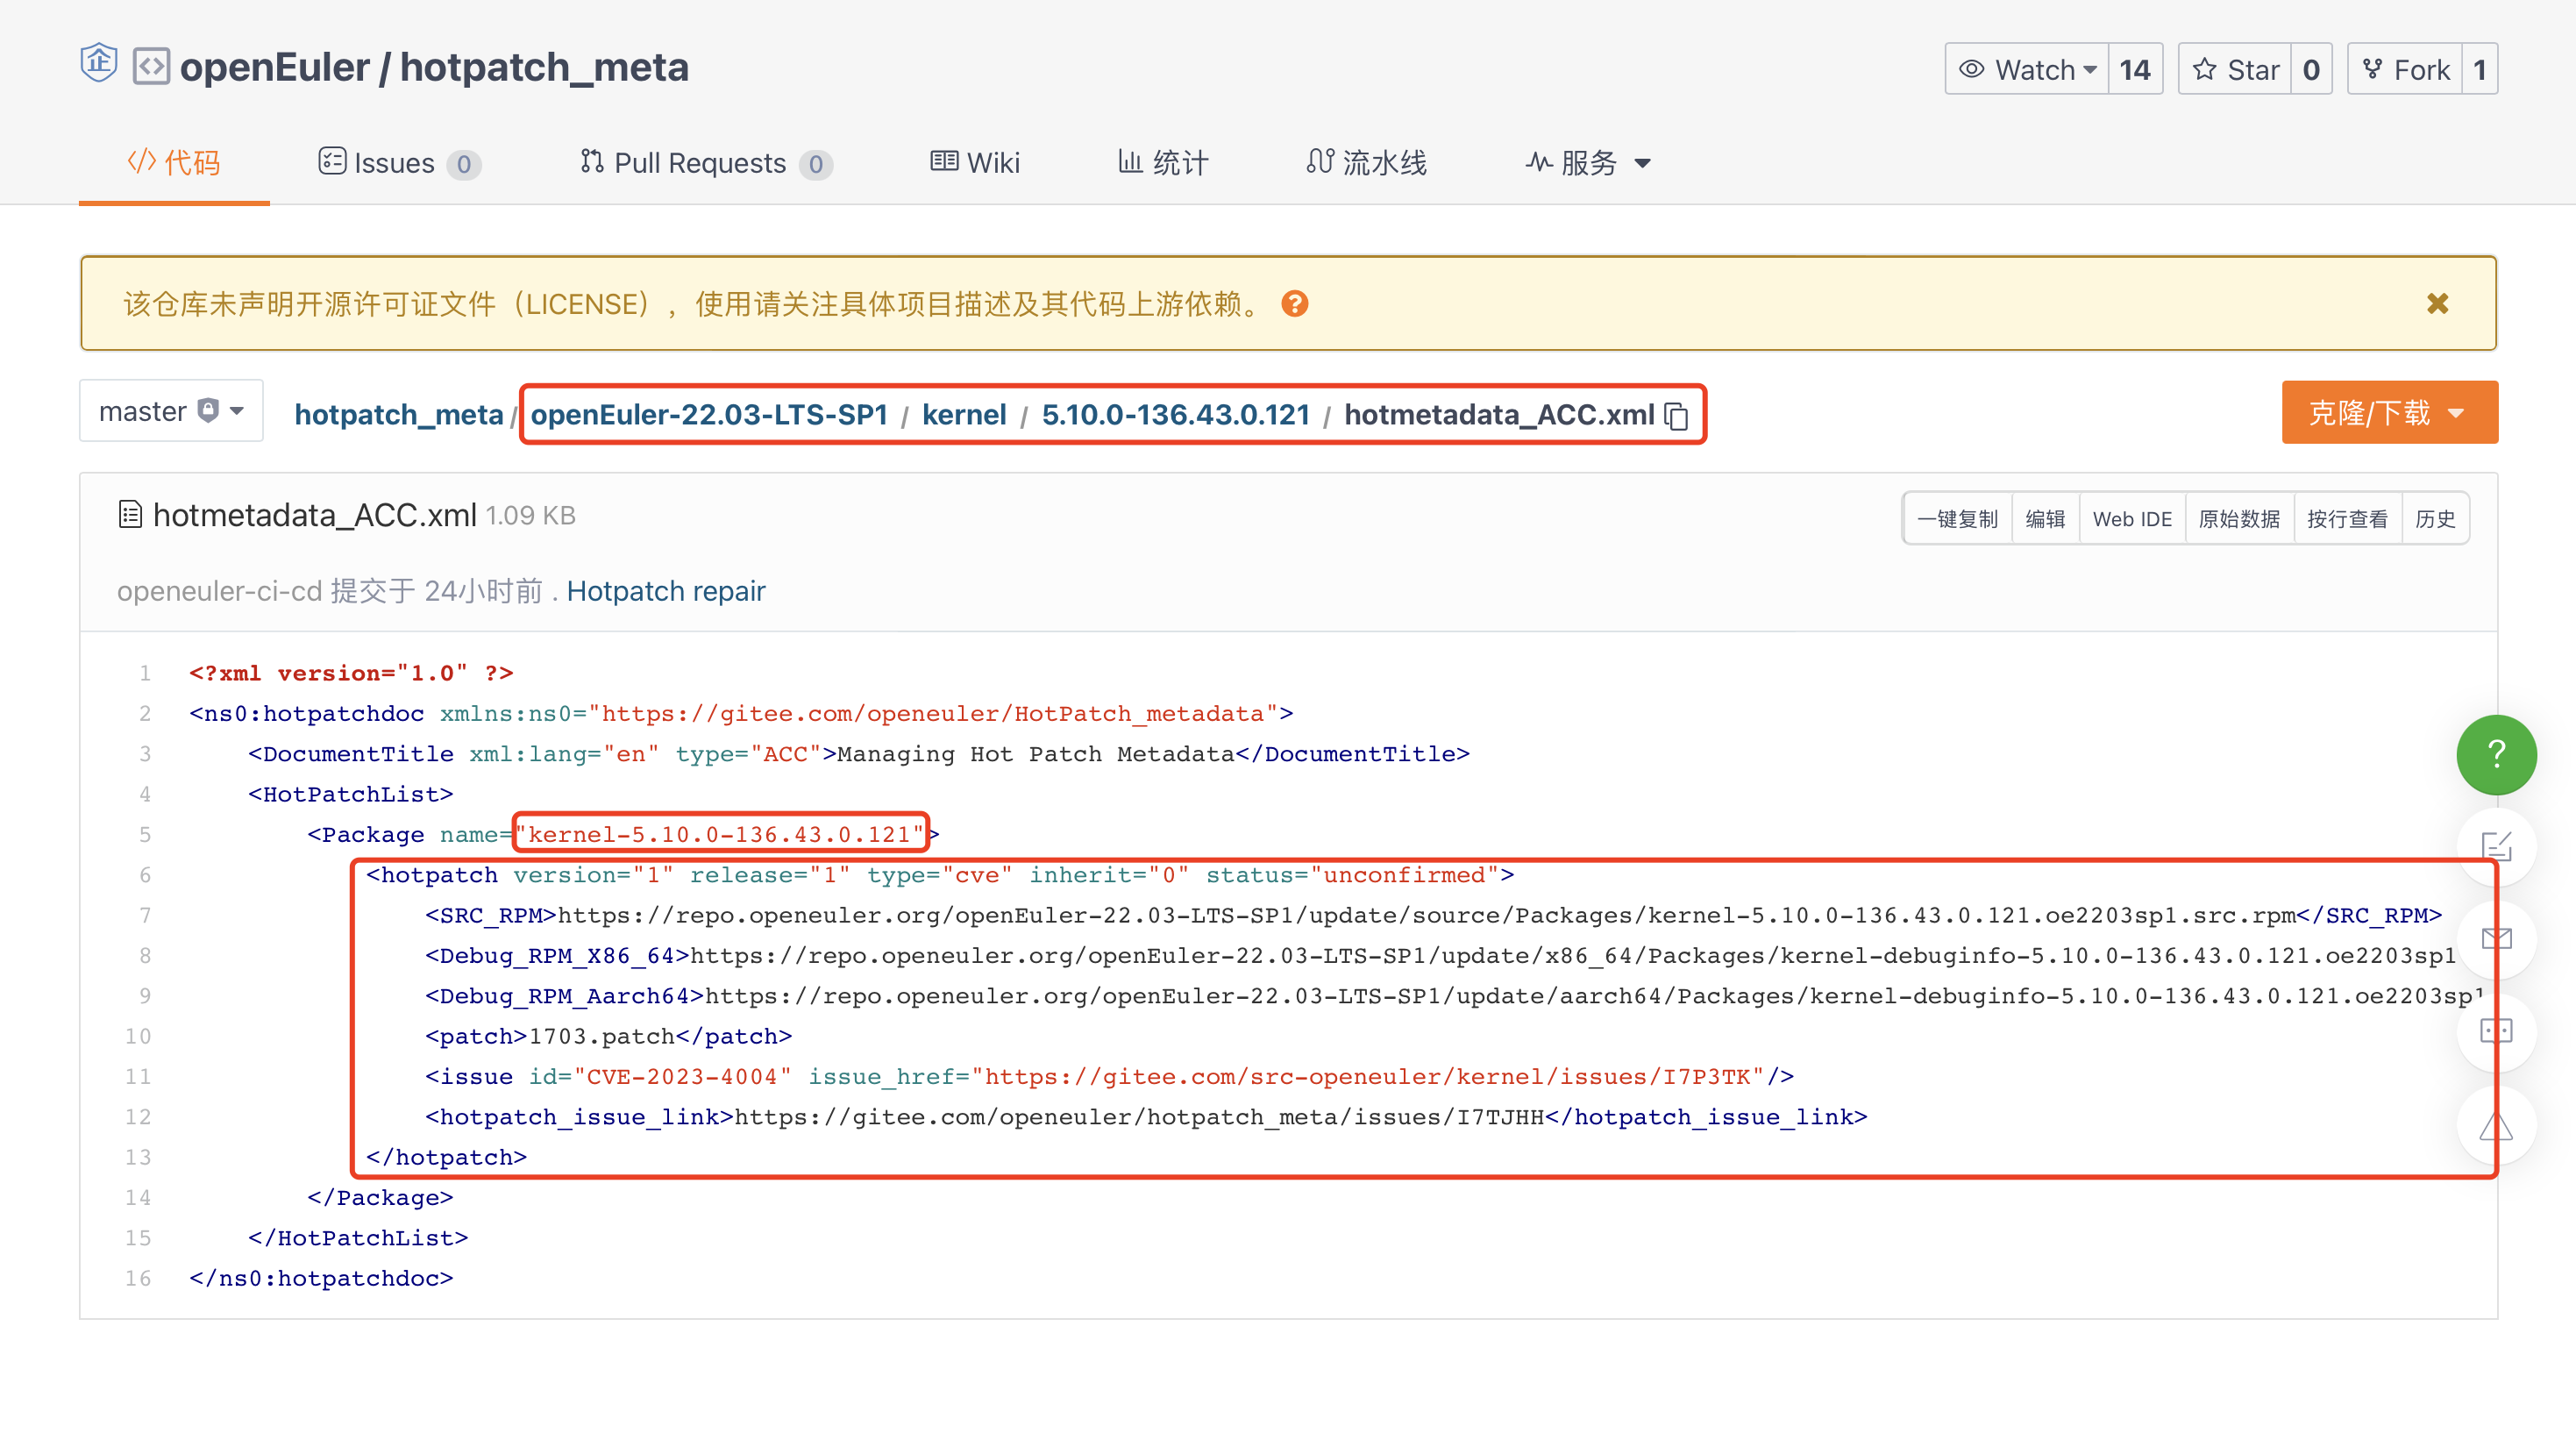 openEuler / hotpatch_meta
Watch 14 Star 0 Fork 1
代码 Issues 0 Pull Requests 0 Wiki 统计 流水线 服务
该仓库未声明开源许可证文件（LICENSE），使用请关注具体项目描述及其代码上游依赖。
master hotpatch_meta / openEuler-22.03-LTS-SP1 / kernel / 5.10.0-136.43.0.121 / hotmetadata_ACC.xml 克隆/下载
hotmetadata_ACC.xml 1.09 KB 一键复制 编辑 Web IDE 原始数据 按行查看 历史
openeuler-ci-cd 提交于 24小时前 . Hotpatch repair
1 <?xml version="1.0" ?>
2 <ns0:hotpatchdoc xmlns:ns0="https://gitee.com/openeuler/HotPatch_metadata">
3 <DocumentTitle xml:lang="en" type="ACC">Managing Hot Patch Metadata</DocumentTitle>
4 <HotPatchList>
5 <Package name="kernel-5.10.0-136.43.0.121">
6 <hotpatch version="1" release="1" type="cve" inherit="0" status="unconfirmed">
7 <SRC_RPM>https://repo.openeuler.org/openEuler-22.03-LTS-SP1/update/source/Packages/kernel-5.10.0-136.43.0.121.oe2203sp1.src.rpm</SRC_RPM>
8 <Debug_RPM_X86_64>https://repo.openeuler.org/openEuler-22.03-LTS-SP1/update/x86_64/Packages/kernel-debuginfo-5.10.0-136.43.0.121.oe2203sp1
9 <Debug_RPM_Aarch64>https://repo.openeuler.org/openEuler-22.03-LTS-SP1/update/aarch64/Packages/kernel-debuginfo-5.10.0-136.43.0.121.oe2203sp1
10 <patch>1703.patch</patch>
11 <issue id="CVE-2023-4004" issue_href="https://gitee.com/src-openeuler/kernel/issues/I7P3TK"/>
12 <hotpatch_issue_link>https://gitee.com/openeuler/hotpatch_meta/issues/I7TJHH</hotpatch_issue_link>
13 </hotpatch>
14 </Package>
15 </HotPatchList>
16 </ns0:hotpatchdoc>